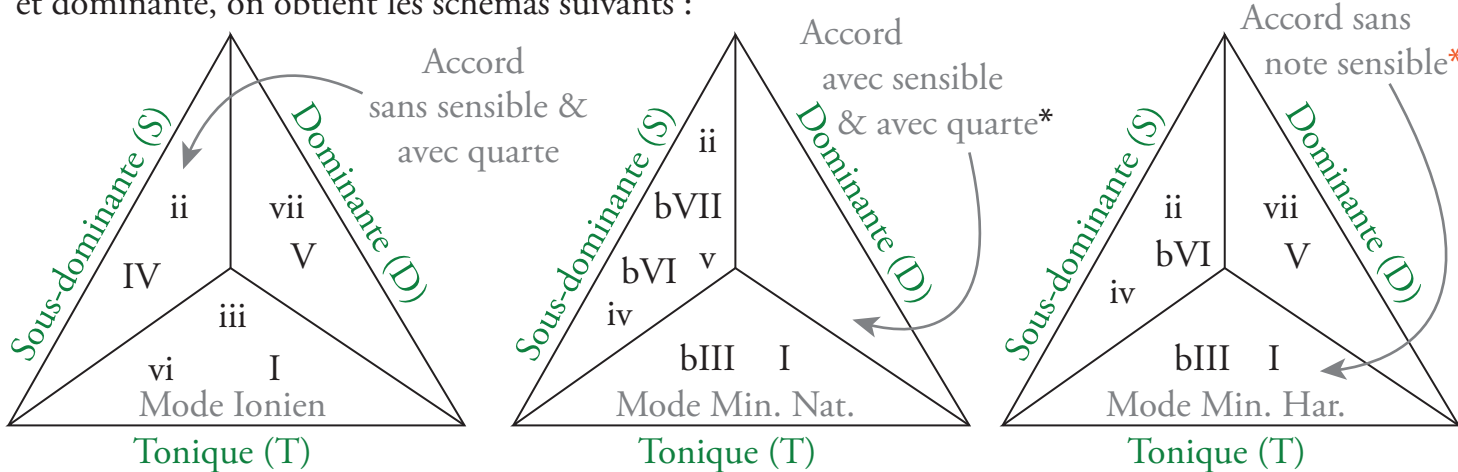 et dominante, on obtient les schémas suivants :
Accord
sans sensible &
avec quarte
Sous-dominante (S)
Dominante (D)
ii
vii
IV
V
iii
vi
I
Mode Ionien
Tonique (T)
Accord
avec sensible
& avec quarte*
Sous-dominante (S)
Dominante (D)
ii
bVII
bVI
v
iv
bIII
I
Mode Min. Nat.
Tonique (T)
Accord sans
note sensible*
Sous-dominante (S)
Dominante (D)
ii
vii
bVI
V
iv
bIII
I
Mode Min. Har.
Tonique (T)